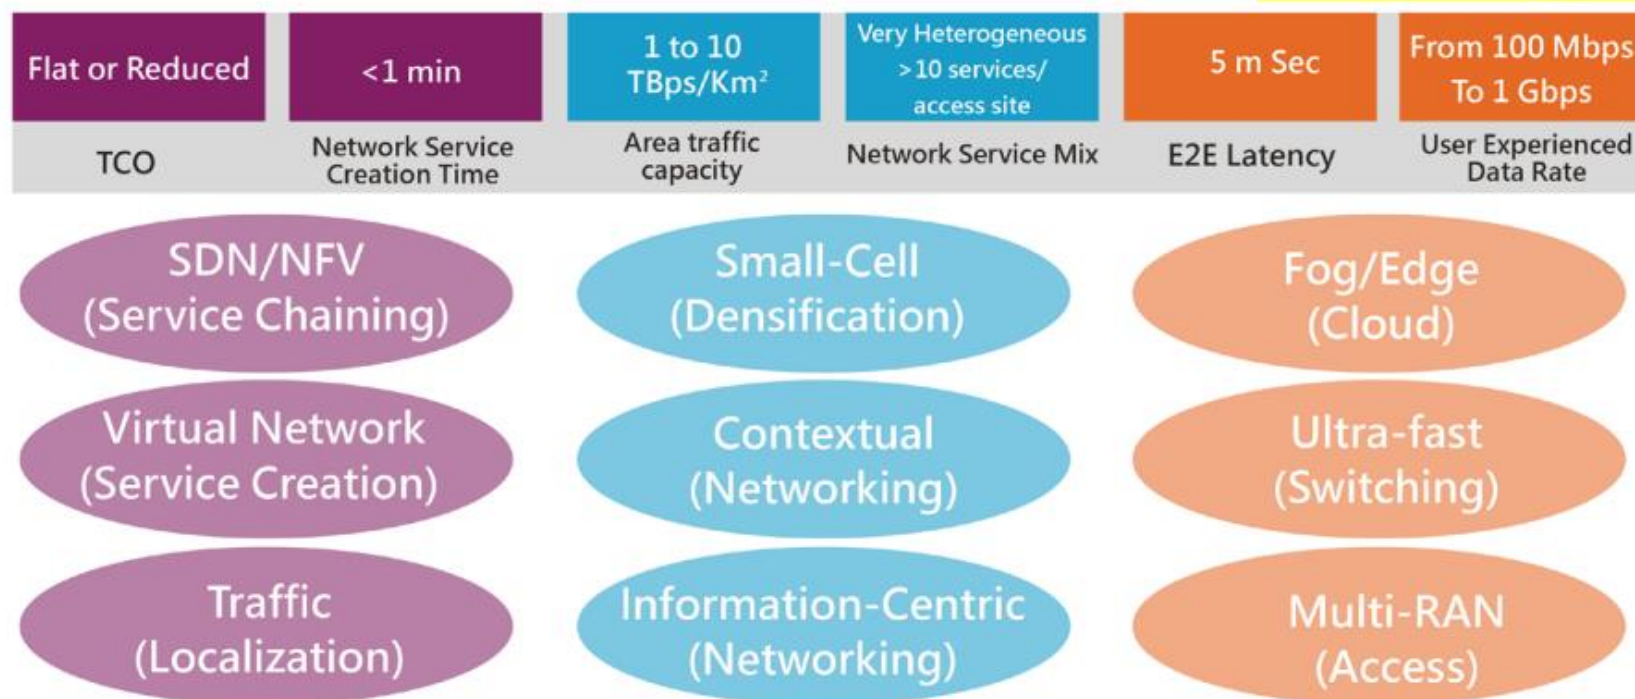 Flat or Reduced
<1 min
1 to 10
TBps/Km²
Very Heterogeneous
>10 services/
access site
5 m Sec
From 100 Mbps
To 1 Gbps
TCO
Network Service
Creation Time
Area traffic
capacity
Network Service Mix
E2E Latency
User Experienced
Data Rate
SDN/NFV
(Service Chaining)
Small-Cell
(Densification)
Fog/Edge
(Cloud)
Virtual Network
(Service Creation)
Contextual
(Networking)
Ultra-fast
(Switching)
Traffic
(Localization)
Information-Centric
(Networking)
Multi-RAN
(Access)